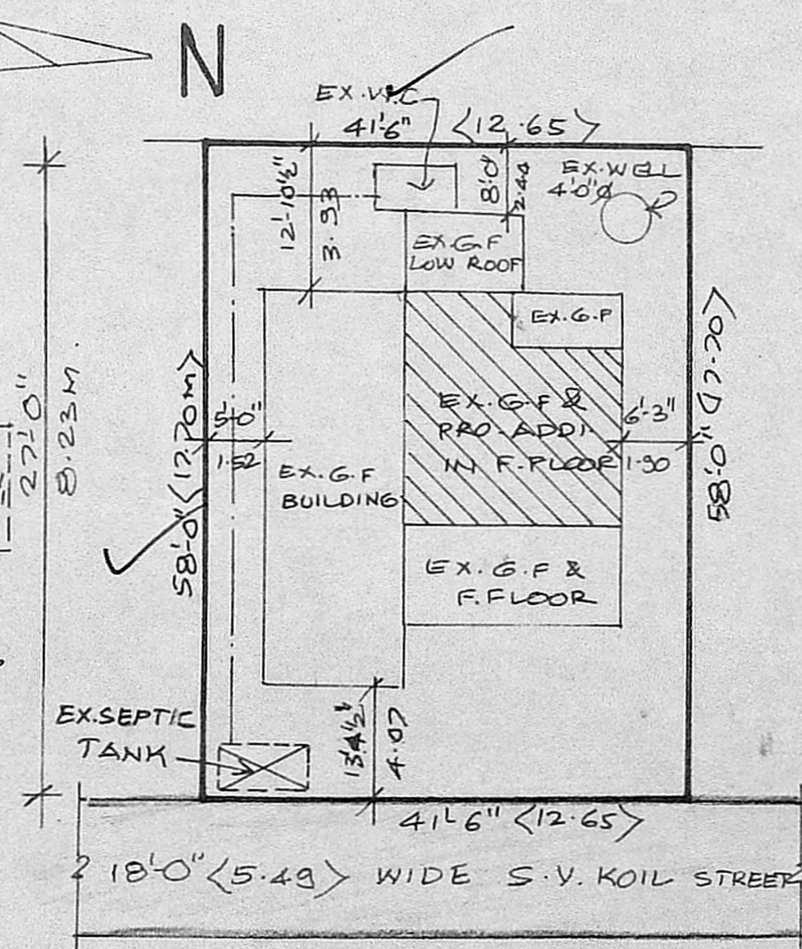 N
EX.W.C
41'-6" <12.65>
12'-10½"
3.93
8'-0"
2.44
EX.WELL
4'-0"φ
EX.G.F
LOW ROOF
EX.G.F
27'-0"
8.23M.
58'-0" <17.70M>
58'-0" <17.70>
5'-0"
1.52
EX.G.F
BUILDING
EX.G.F &
PRO.ADDI.
IN F.FLOOR
6'-3"
1.90
EX.G.F &
F.FLOOR
EX.SEPTIC
TANK
13'-4½"
4.07
41'-6" <12.65>
18'-0" <5.49> WIDE S.V. KOIL STREET